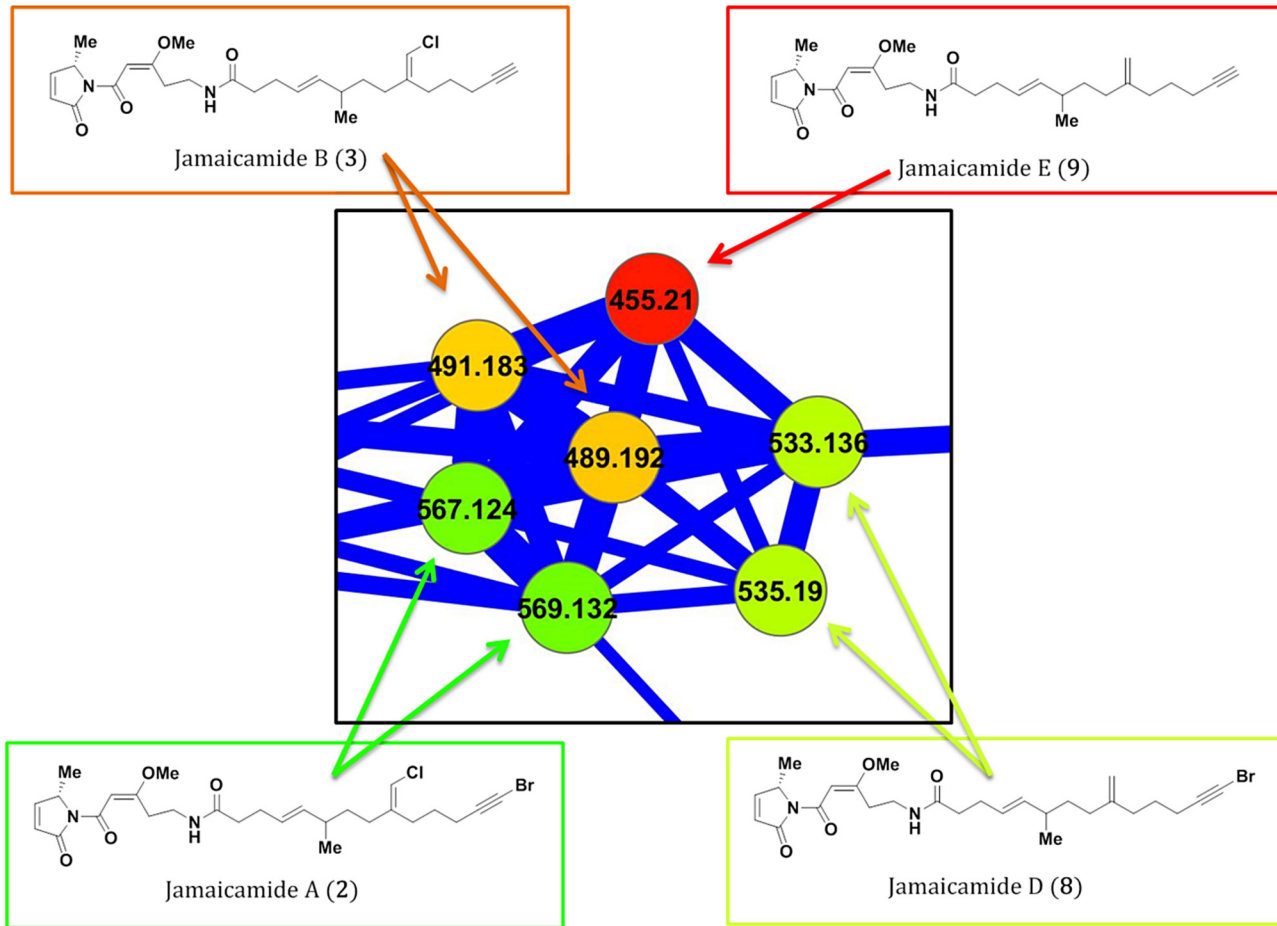 Me
OMe
O
Cl
N
O
O
N
H
Me
Jamaicamide B (3)
Me
OMe
O
N
O
O
N
H
Me
Jamaicamide E (9)
455.21
491.183
489.192
533.136
567.124
569.132
535.19
Me
OMe
O
Cl
Br
N
O
O
N
H
Me
Jamaicamide A (2)
Me
OMe
O
Br
N
O
O
N
H
Me
Jamaicamide D (8)